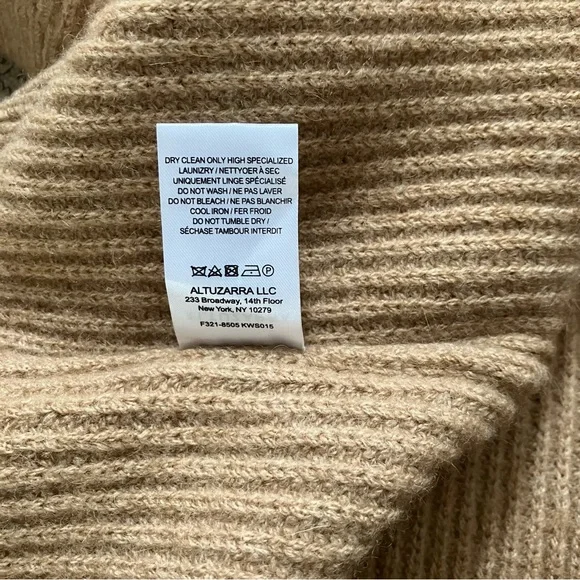 DRY CLEAN ONLY HIGH SPECIALIZED
LAUNIZRY / NETTYOER À SEC
UNIQUEMENT LINGE SPÉCIALISÉ
DO NOT WASH / NE PAS LAVER
DO NOT BLEACH / NE PAS BLANCHIR
COOL IRON / FER FROID
DO NOT TUMBLE DRY /
SÉCHASE TAMBOUR INTERDIT
ALTUZARRA LLC
233 Broadway, 14th Floor
New York, NY 10279
F321-8505 KWS015